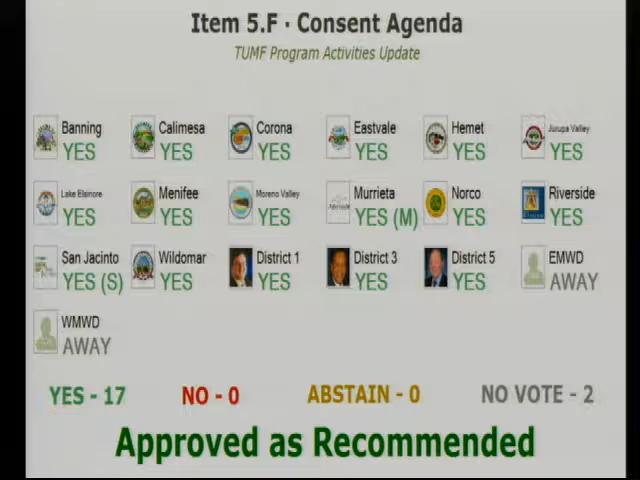 Item 5.F · Consent Agenda
TUMF Program Activities Update
Banning
YES
Calimesa
YES
Corona
YES
Eastvale
YES
Hemet
YES
Jurupa Valley
YES
Lake Elsinore
YES
Menifee
YES
Moreno Valley
YES
Murrieta
YES (M)
Norco
YES
Riverside
YES
San Jacinto
YES (S)
Wildomar
YES
District 1
YES
District 3
YES
District 5
YES
EMWD
AWAY
WMWD
AWAY
YES - 17
NO - 0
ABSTAIN - 0
NO VOTE - 2
Approved as Recommended